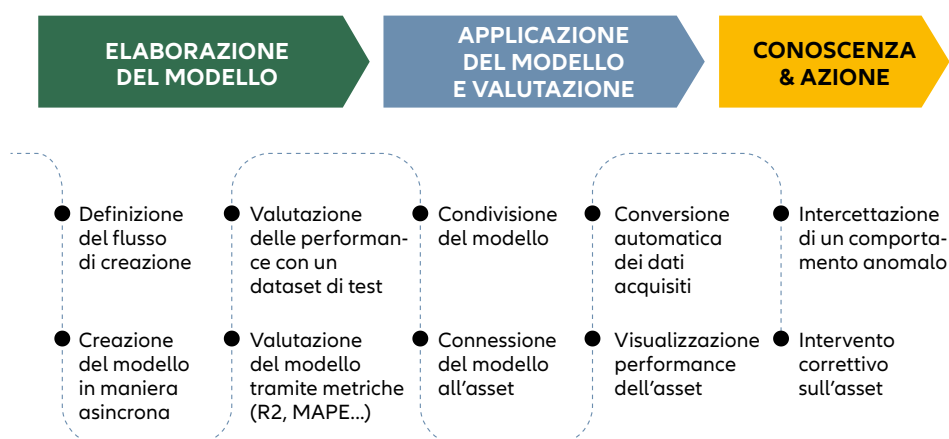 ELABORAZIONE
DEL MODELLO
APPLICAZIONE
DEL MODELLO
E VALUTAZIONE
CONOSCENZA
& AZIONE
Definizione
del flusso
di creazione
Creazione
del modello
in maniera
asincrona
Valutazione
delle performan-
ce con un
dataset di test
Valutazione
del modello
tramite metriche
(R2, MAPE...)
Condivisione
del modello
Connessione
del modello
all'asset
Conversione
automatica
dei dati
acquisiti
Visualizzazione
performance
dell'asset
Intercettazione
di un comporta-
mento anomalo
Intervento
correttivo
sull'asset